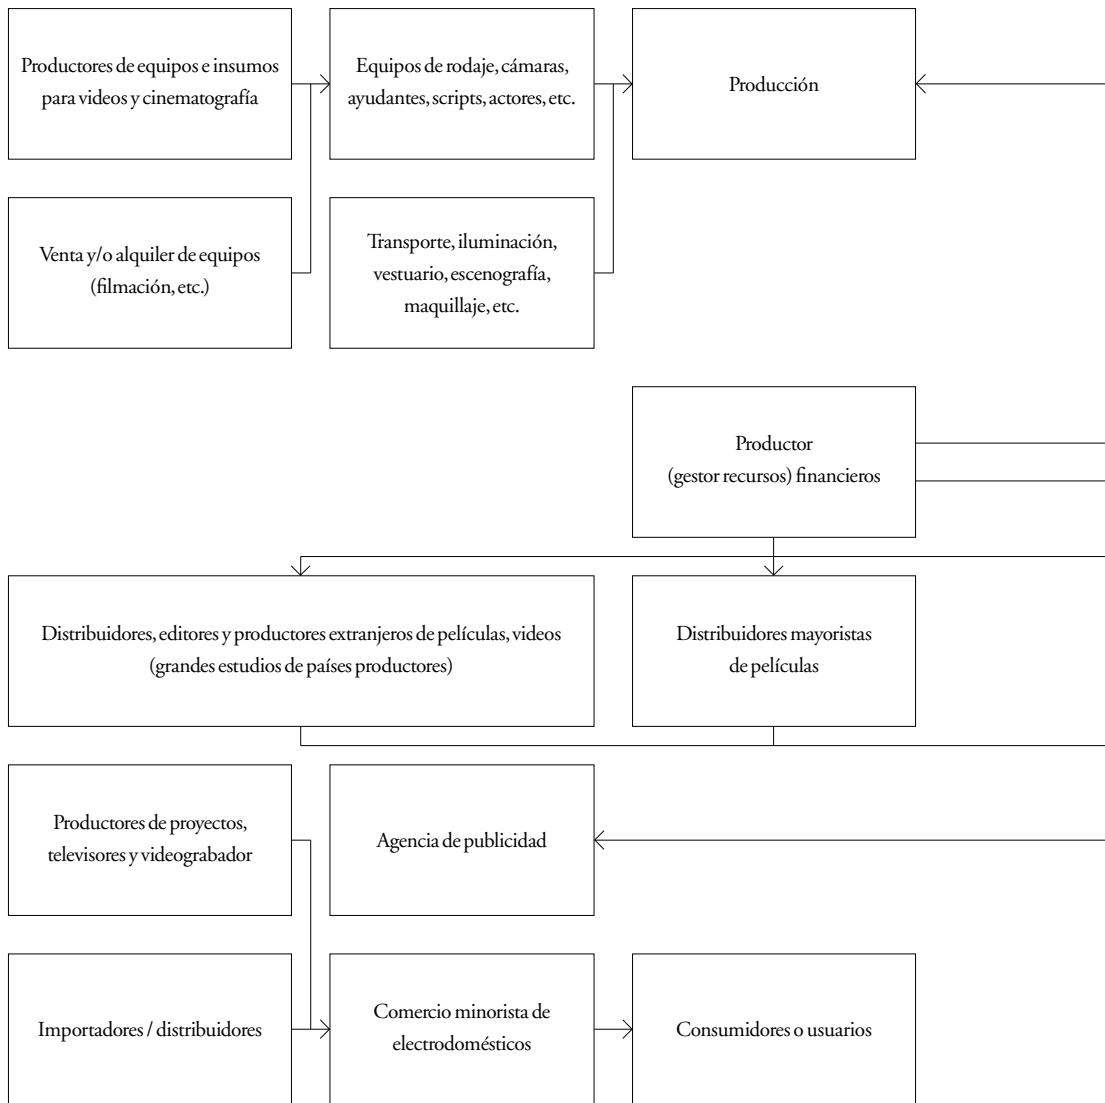 Productores de equipos e insumos
para videos y cinematografía
Equipos de rodaje, cámaras,
ayudantes, scripts, actores, etc.
Producción
Venta y/o alquiler de equipos
(filmación, etc.)
Transporte, iluminación,
vestuario, escenografía,
maquillaje, etc.
Productor
(gestor recursos) financieros
Distribuidores, editores y productores extranjeros de películas, videos
(grandes estudios de países productores)
Distribuidores mayoristas
de películas
Productores de proyectos,
televisores y videograbador
Agencia de publicidad
Importadores / distribuidores
Comercio minorista de
electrodomésticos
Consumidores o usuarios